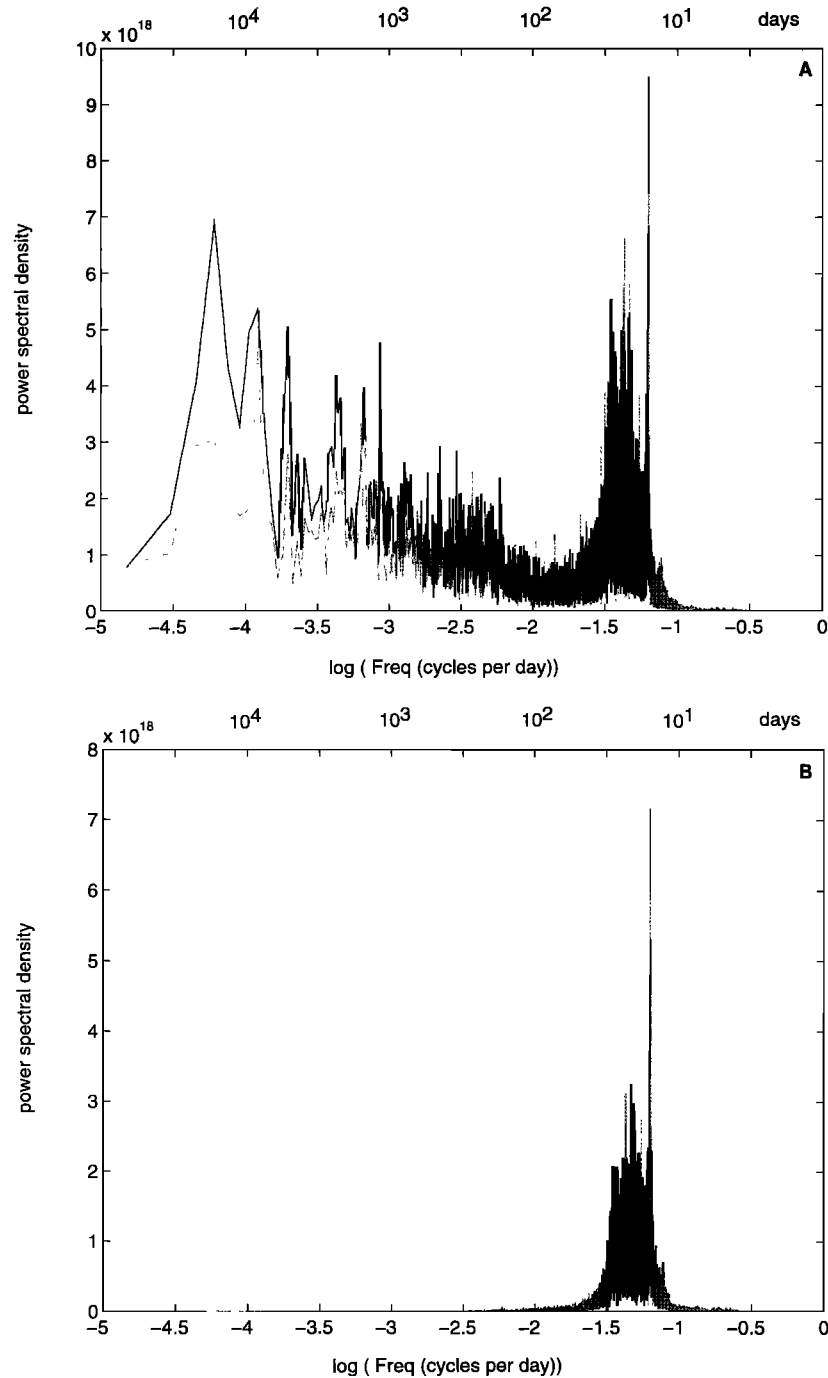 x 10^18 10^4 10^3 10^2 10^1 days
A
10
9
8
7
6
5
4
3
2
1
0
power spectral density
−5 −4.5 −4 −3.5 −3 −2.5 −2 −1.5 −1 −0.5 0
log ( Freq (cycles per day))
x 10^18 10^4 10^3 10^2 10^1 days
B
8
7
6
5
4
3
2
1
0
power spectral density
−5 −4.5 −4 −3.5 −3 −2.5 −2 −1.5 −1 −0.5 0
log ( Freq (cycles per day))